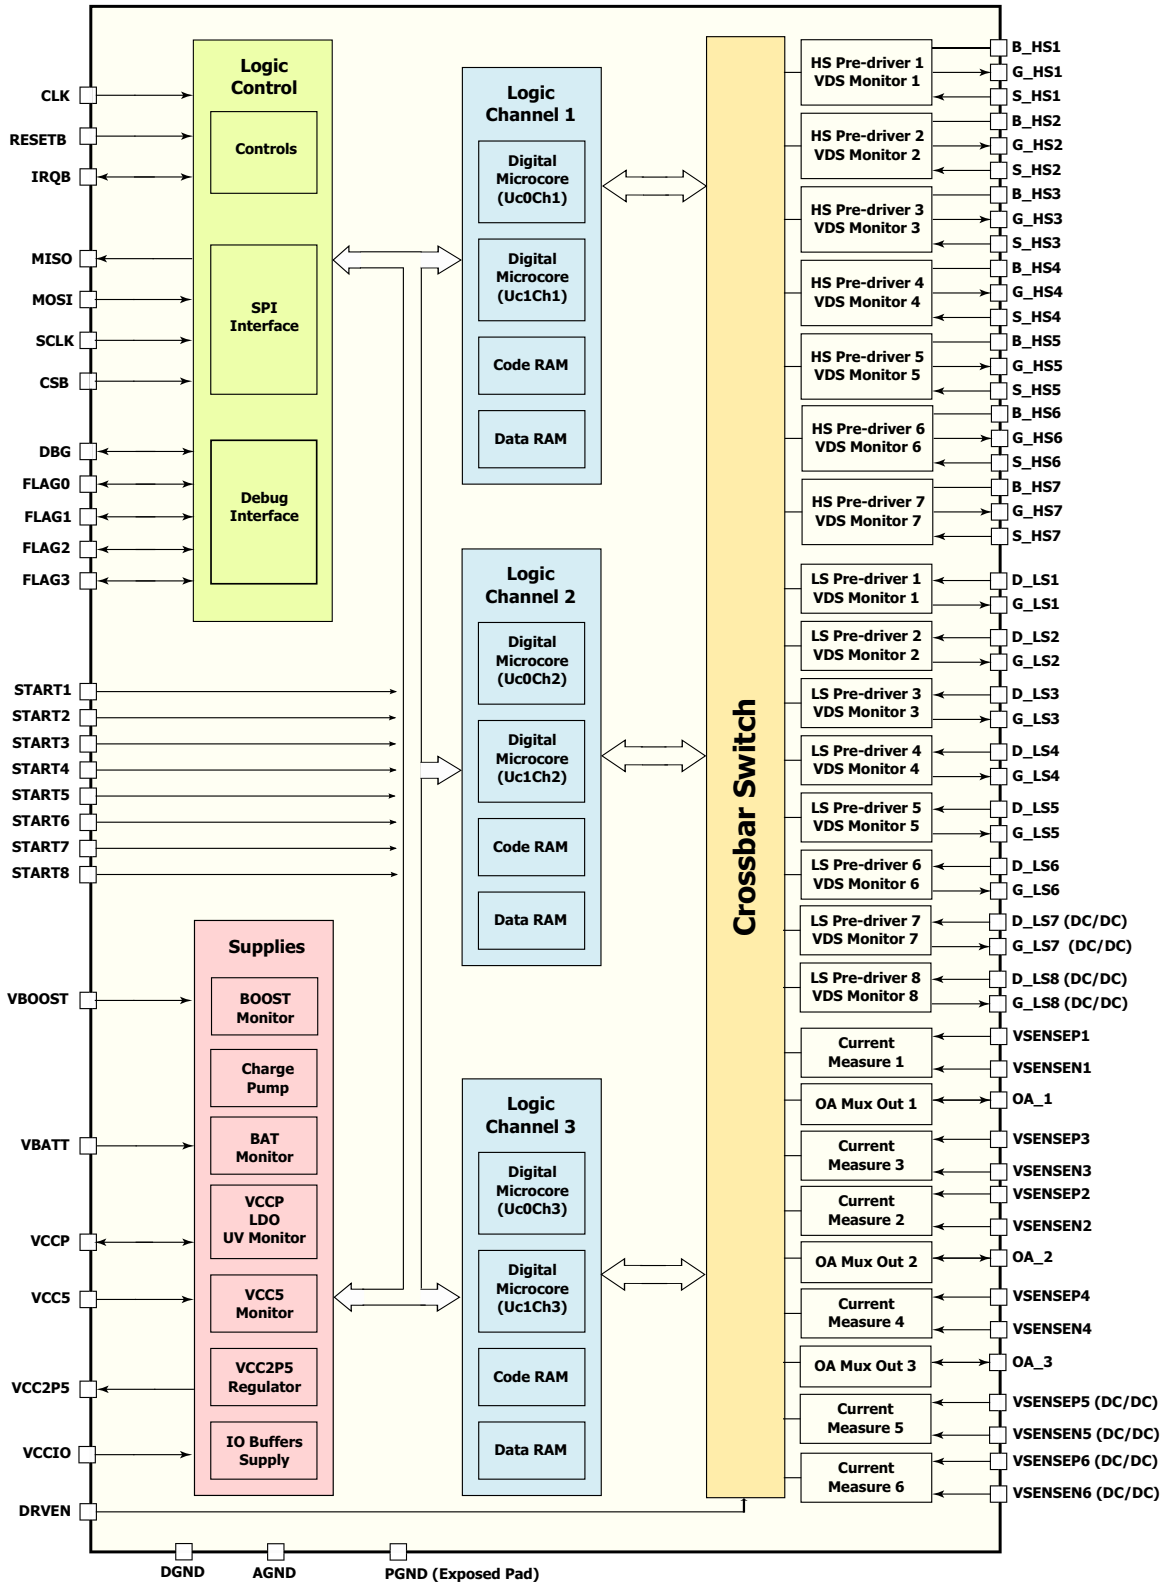 CLK
RESETB
IRQB
MISO
MOSI
SCLK
CSB
DBG
FLAG0
FLAG1
FLAG2
FLAG3
START1
START2
START3
START4
START5
START6
START7
START8
VBOOST
VBATT
VCCP
VCC5
VCC2P5
VCCIO
DRVEN
Logic
Control
Controls
SPI
Interface
Debug
Interface
Supplies
BOOST
Monitor
Charge
Pump
BAT
Monitor
VCCP
LDO
UV Monitor
VCC5
Monitor
VCC2P5
Regulator
IO Buffers
Supply
Logic
Channel 1
Digital
Microcore
(Uc0Ch1)
Digital
Microcore
(Uc1Ch1)
Code RAM
Data RAM
Logic
Channel 2
Digital
Microcore
(Uc0Ch2)
Digital
Microcore
(Uc1Ch2)
Code RAM
Data RAM
Logic
Channel 3
Digital
Microcore
(Uc0Ch3)
Digital
Microcore
(Uc1Ch3)
Code RAM
Data RAM
Crossbar Switch
HS Pre-driver 1
VDS Monitor 1
HS Pre-driver 2
VDS Monitor 2
HS Pre-driver 3
VDS Monitor 3
HS Pre-driver 4
VDS Monitor 4
HS Pre-driver 5
VDS Monitor 5
HS Pre-driver 6
VDS Monitor 6
HS Pre-driver 7
VDS Monitor 7
LS Pre-driver 1
VDS Monitor 1
LS Pre-driver 2
VDS Monitor 2
LS Pre-driver 3
VDS Monitor 3
LS Pre-driver 4
VDS Monitor 4
LS Pre-driver 5
VDS Monitor 5
LS Pre-driver 6
VDS Monitor 6
LS Pre-driver 7
VDS Monitor 7
LS Pre-driver 8
VDS Monitor 8
Current
Measure 1
OA Mux Out 1
Current
Measure 3
Current
Measure 2
OA Mux Out 2
Current
Measure 4
OA Mux Out 3
Current
Measure 5
Current
Measure 6
B_HS1
G_HS1
S_HS1
B_HS2
G_HS2
S_HS2
B_HS3
G_HS3
S_HS3
B_HS4
G_HS4
S_HS4
B_HS5
G_HS5
S_HS5
B_HS6
G_HS6
S_HS6
B_HS7
G_HS7
S_HS7
D_LS1
G_LS1
D_LS2
G_LS2
D_LS3
G_LS3
D_LS4
G_LS4
D_LS5
G_LS5
D_LS6
G_LS6
D_LS7 (DC/DC)
G_LS7 (DC/DC)
D_LS8 (DC/DC)
G_LS8 (DC/DC)
VSENSEP1
VSENSEN1
OA_1
VSENSEP3
VSENSEN3
VSENSEP2
VSENSEN2
OA_2
VSENSEP4
VSENSEN4
OA_3
VSENSEP5 (DC/DC)
VSENSEN5 (DC/DC)
VSENSEP6 (DC/DC)
VSENSEN6 (DC/DC)
DGND
AGND
PGND (Exposed Pad)